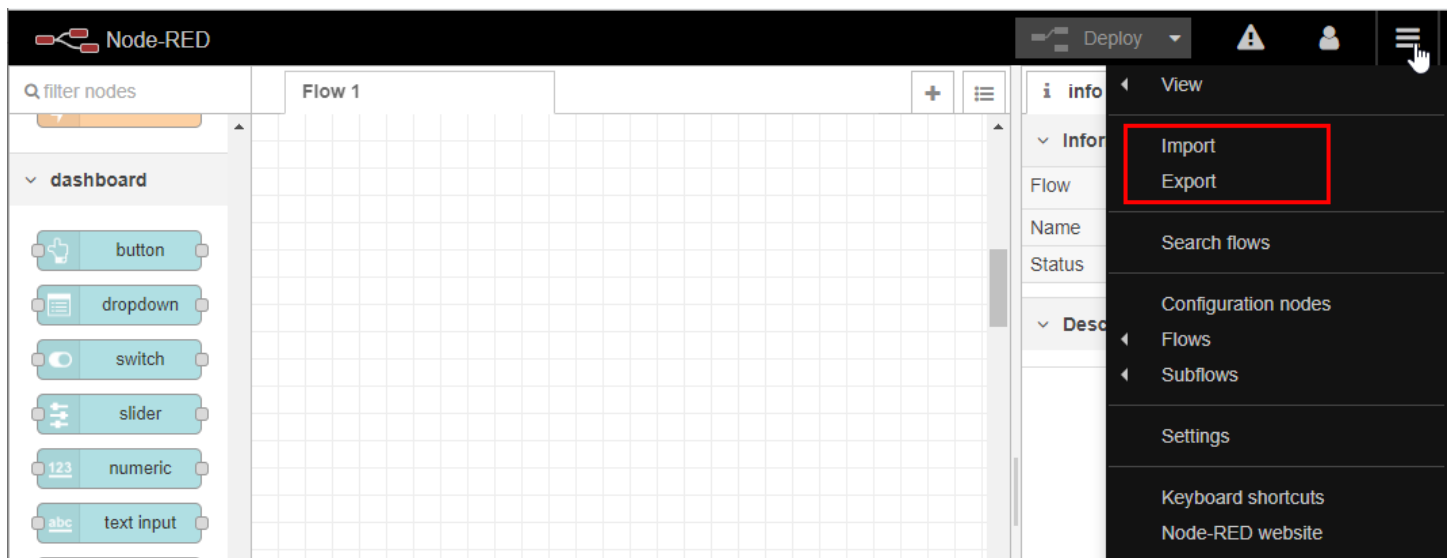 Node-RED
Deploy
filter nodes
Flow 1
info
View
Infor
Import
dashboard
Flow
Export
Name
button
Search flows
Status
dropdown
Configuration nodes
Desc
Flows
switch
Subflows
slider
Settings
123
numeric
Keyboard shortcuts
abc
text input
Node-RED website